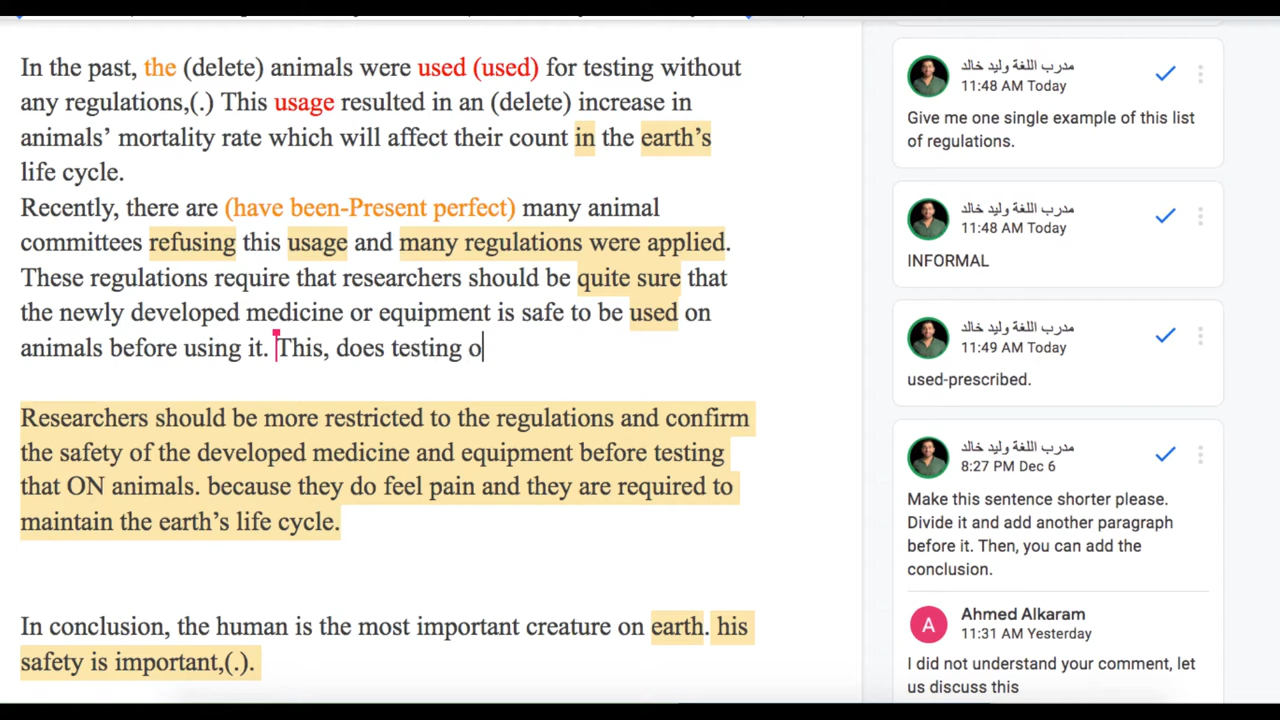 In the past, the (delete) animals were used (used) for testing without
any regulations,(.) This usage resulted in an (delete) increase in
animals’ mortality rate which will affect their count in the earth’s
life cycle.
Recently, there are (have been-Present perfect) many animal
committees refusing this usage and many regulations were applied.
These regulations require that researchers should be quite sure that
the newly developed medicine or equipment is safe to be used on
animals before using it. This, does testing o
Researchers should be more restricted to the regulations and confirm
the safety of the developed medicine and equipment before testing
that ON animals. because they do feel pain and they are required to
maintain the earth’s life cycle.
In conclusion, the human is the most important creature on earth. his
safety is important,(.).
مدرب اللغة وليد خالد
11:48 AM Today
Give me one single example of this list
of regulations.
مدرب اللغة وليد خالد
11:48 AM Today
INFORMAL
مدرب اللغة وليد خالد
11:49 AM Today
used-prescribed.
مدرب اللغة وليد خالد
8:27 PM Dec 6
Make this sentence shorter please.
Divide it and add another paragraph
before it. Then, you can add the
conclusion.
A
Ahmed Alkaram
11:31 AM Yesterday
I did not understand your comment, let
us discuss this